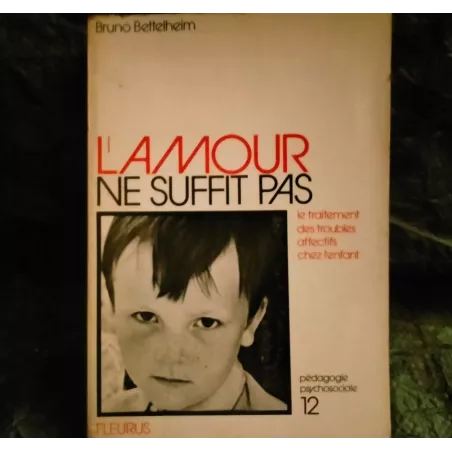 Bruno Bettelheim
L'AMOUR
NE SUFFIT PAS
le traitement
des troubles
affectifs
chez l'enfant
pédagogie
psychosociale
12
FLEURUS